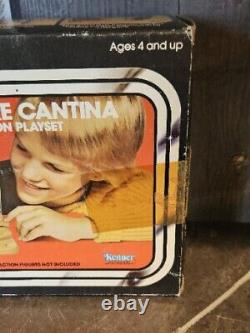 Ages 4 and up
E CANTINA
ON PLAYSET
ACTION FIGURES NOT INCLUDED
Kenner